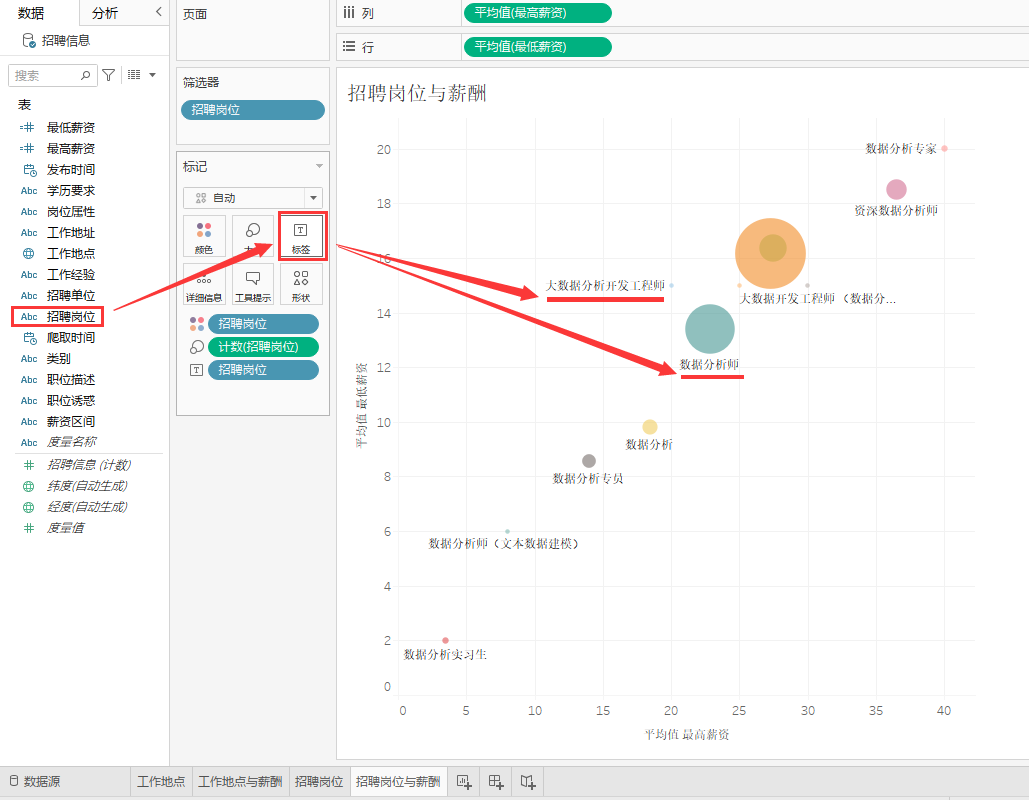 数据
分析
招聘信息
搜索
表
最低薪资
最高薪资
发布时间
Abc 学历要求
Abc 岗位属性
Abc 工作地址
工作地点
Abc 工作经验
Abc 招聘单位
Abc 招聘岗位
爬取时间
Abc 类别
Abc 职位描述
Abc 职位诱惑
Abc 薪资区间
Abc 度量名称
招聘信息 (计数)
纬度(自动生成)
经度(自动生成)
度量值
页面
筛选器
招聘岗位
标记
自动
颜色
标签
详细信息
工具提示
形状
招聘岗位
计数(招聘岗位)
招聘岗位
列
平均值(最高薪资)
行
平均值(最低薪资)
招聘岗位与薪酬
20
18
16
14
12
10
8
6
4
2
0
平均值 最低薪资
数据分析专家
资深数据分析师
大数据分析开发工程师
大数据开发工程师 （数据分...
数据分析师
数据分析
数据分析专员
数据分析师（文本数据建模）
数据分析实习生
0 5 10 15 20 25 30 35 40
平均值 最高薪资
数据源
工作地点
工作地点与薪酬
招聘岗位
招聘岗位与薪酬